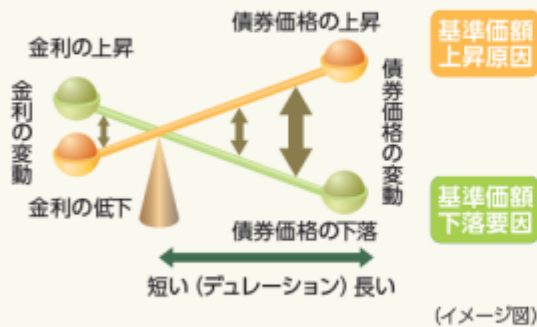 金利の上昇
債券価格の上昇
基準価額
上昇原因
金利の変動
債券価格の変動
金利の低下
債券価格の下落
基準価額
下落要因
短い（デュレーション）長い
(イメージ図)